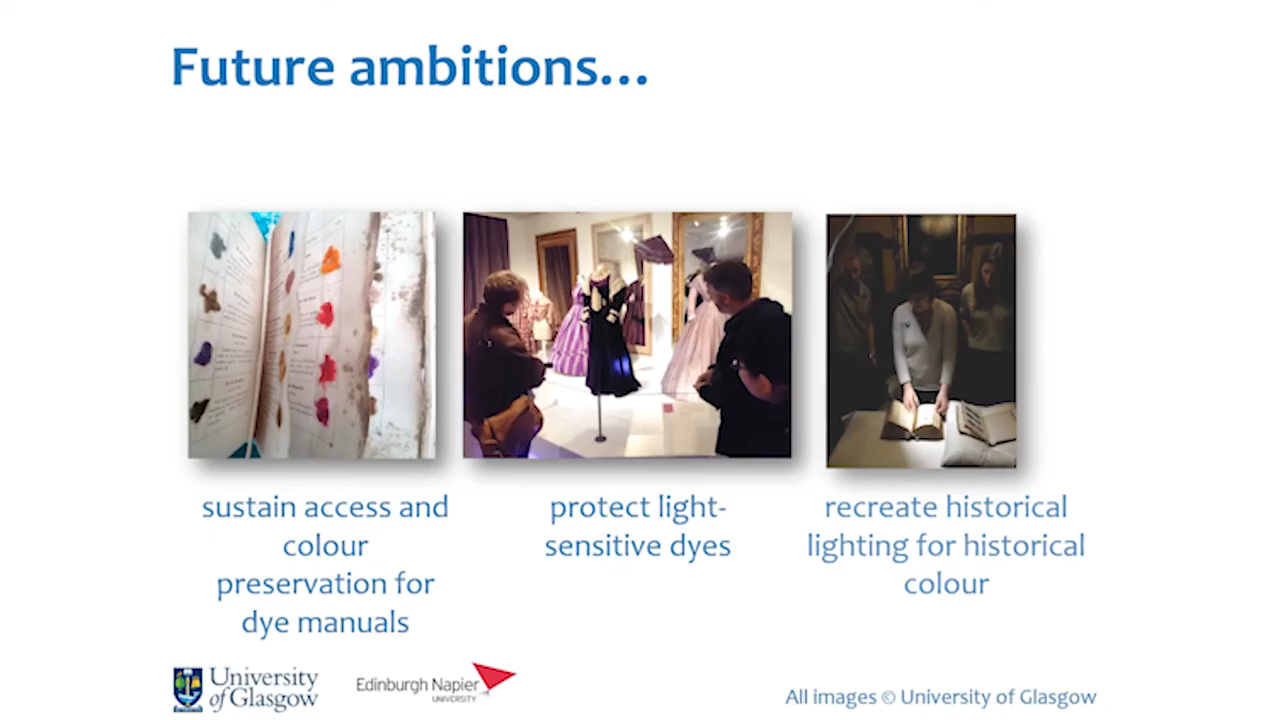 Future ambitions...
sustain access and
colour
preservation for
dye manuals
protect light-
sensitive dyes
recreate historical
lighting for historical
colour
University
of Glasgow
Edinburgh Napier
UNIVERSITY
All images © University of Glasgow